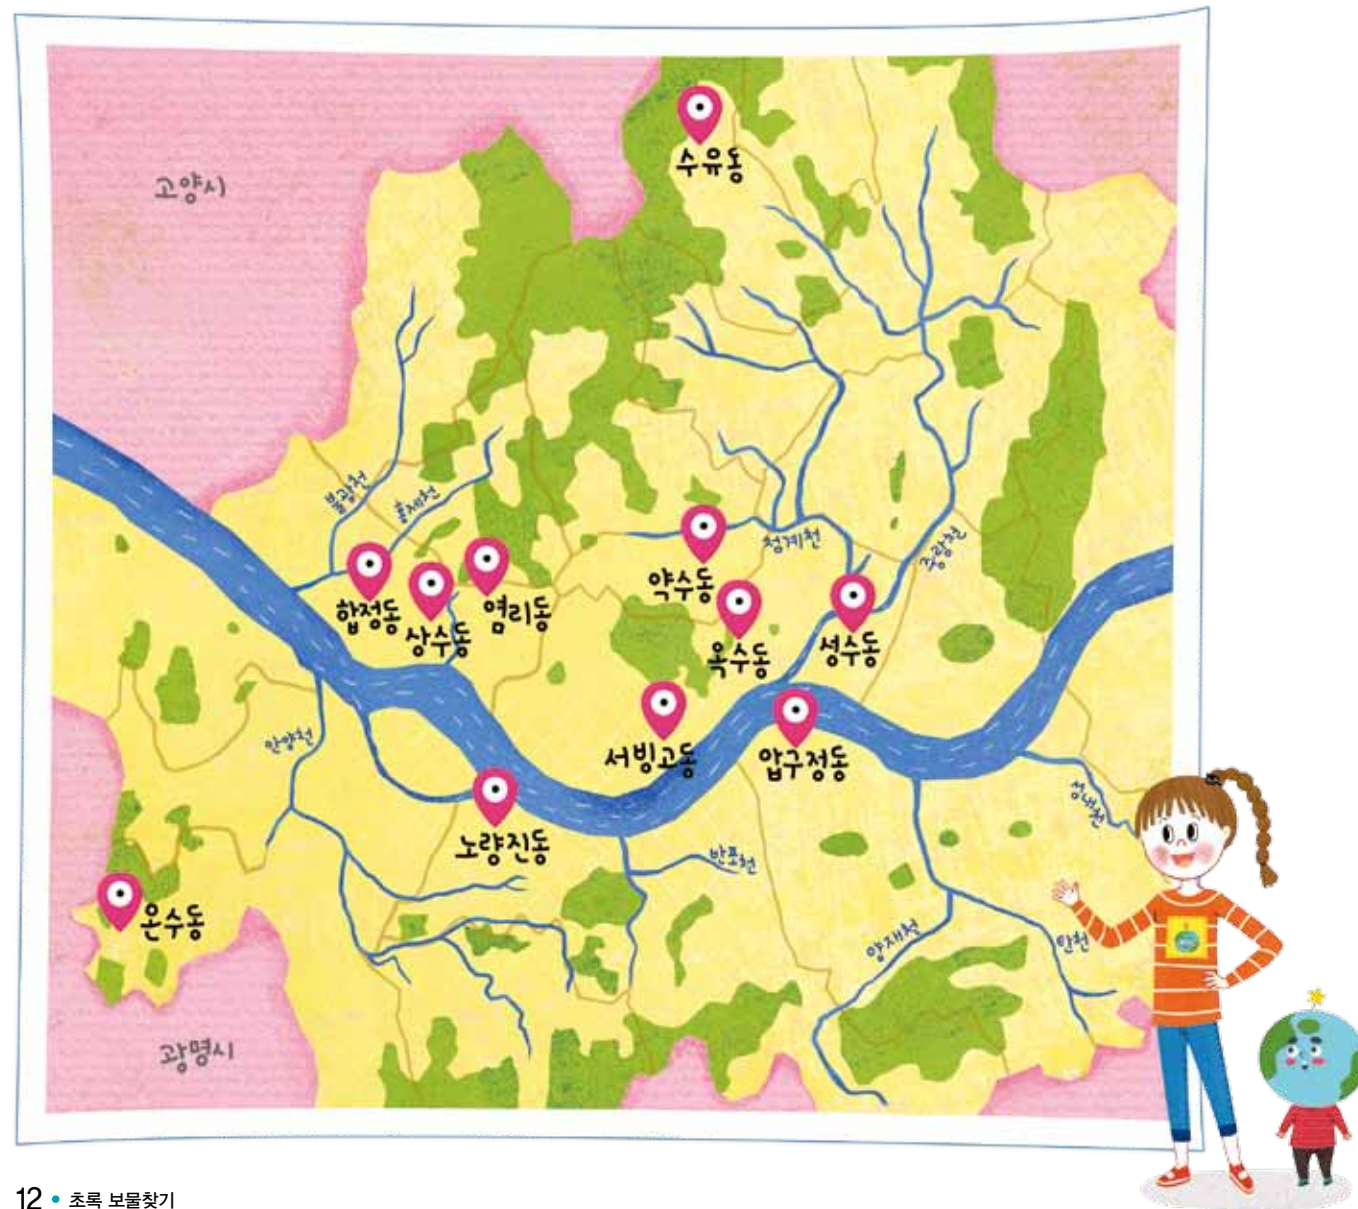 고양시
수유동
불광천
홍제천
청계천
중랑천
합정동
상수동
염리동
약수동
옥수동
성수동
안양천
서빙고동
압구정동
성내천
노량진동
반포천
온수동
양재천
탄천
광명시
12 • 초록 보물찾기